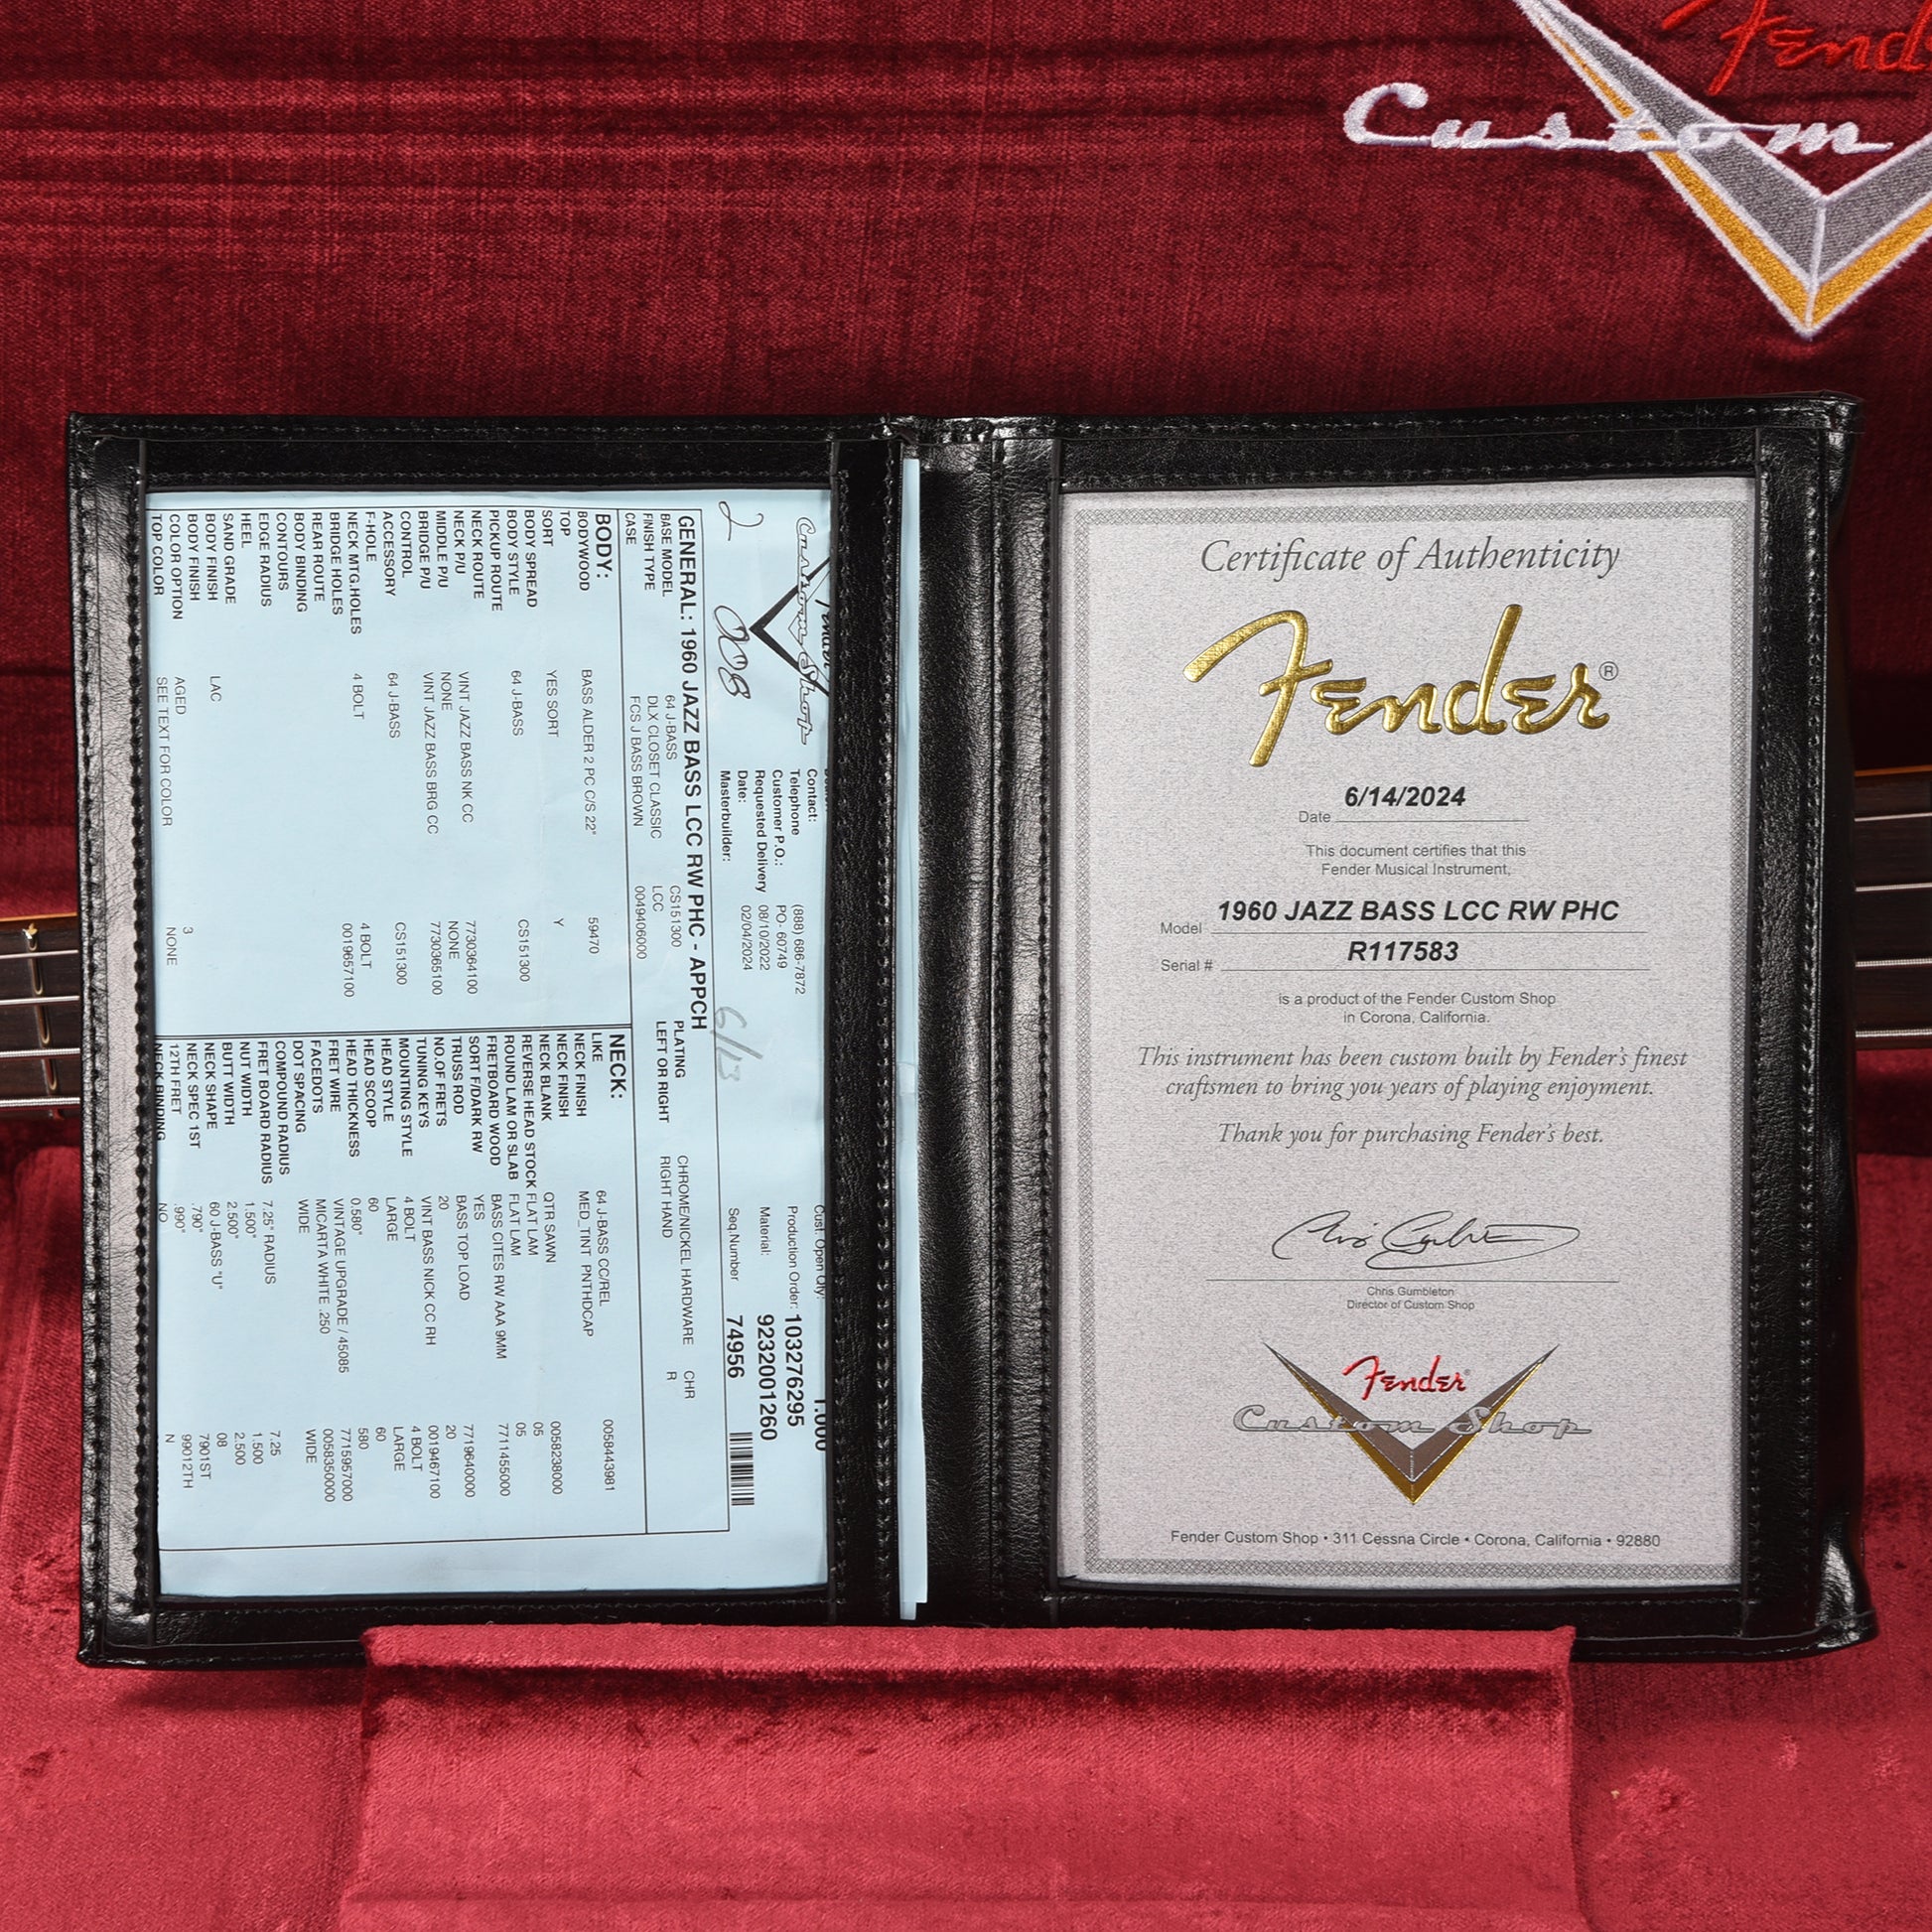 Fend
Custom
Fender
Custom Shop
2
008
6/13
Contact:
Telephone (888) 686-7872
Customer P.O.: PO- 60749
Requested Delivery 08/10/2022
Date: 02/04/2024
Masterbuilder:
Cust. Open Qty: 1.000
Production Order: 103276295
Material: 9232001260
Seq.Number 74956
GENERAL: 1960 JAZZ BASS LCC RW PHC - APPCH
BASE MODEL 64 J-BASS CS151300 PLATING CHROME/NICKEL HARDWARE CHR
FINISH TYPE DLX CLOSET CLASSIC LCC LEFT OR RIGHT RIGHT HAND R
CASE FCS J BASS BROWN 0049406000
BODY:
BODYWOOD BASS ALDER 2 PC C/S 22" 59470
TOP
SORT YES SORT Y
BODY SPREAD
BODY STYLE 64 J-BASS CS151300
PICKUP ROUTE
NECK ROUTE
NECK P/U VINT JAZZ BASS NK CC 7730364100
MIDDLE P/U NONE NONE
BRIDGE P/U VINT JAZZ BASS BRG CC 7730365100
CONTROL
ACCESSORY 64 J-BASS CS151300
F-HOLE
NECK MTG.HOLES 4 BOLT 4 BOLT
BRIDGE HOLES 0019657100
REAR ROUTE
BODY BINDING
CONTOURS
EDGE RADIUS
HEEL
SAND GRADE
BODY FINISH LAC
BODY FINISH 3
COLOR OPTION AGED NONE
TOP COLOR SEE TEXT FOR COLOR
NECK:
LIKE 64 J-BASS CC/REL 0058443981
NECK FINISH MED_TINT PNTHDCAP
NECK FINISH
NECK BLANK QTR SAWN 0058238000
REVERSE HEAD STOCK FLAT LAM 05
ROUND LAM OR SLAB FLAT LAM 05
FRETBOARD WOOD BASS CITES RW AAA 9MM 7711455000
SORT F/DARK RW YES
TRUSS ROD BASS TOP LOAD 7719640000
NO.OF FRETS 20 20
TUNING KEYS VINT BASS NICK CC RH 0019467100
MOUNTING STYLE 4 BOLT 4 BOLT
HEAD STYLE LARGE LARGE
HEAD SCOOP 60 60
HEAD THICKNESS 0.580" 580
FRET WIRE VINTAGE UPGRADE / 45085 7715957000
FACEDOTS MICARTA WHITE .250 0058350000
DOT SPACING WIDE WIDE
COMPOUND RADIUS
FRET BOARD RADIUS 7.25" RADIUS 7.25
NUT WIDTH 1.500" 1.500
BUTT WIDTH 2.500" 2.500
NECK SHAPE 60 J-BASS "U" 08
NECK SPEC 1ST .790" 7901ST
12TH FRET .990" 99012TH
NECK BINDING NO N
Certificate of Authenticity
Fender®
6/14/2024
Date
This document certifies that this
Fender Musical Instrument,
Model 1960 JAZZ BASS LCC RW PHC
Serial # R117583
is a product of the Fender Custom Shop
in Corona, California.
This instrument has been custom built by Fender's finest
craftsmen to bring you years of playing enjoyment.
Thank you for purchasing Fender's best.
Chris Gumbleton
Director of Custom Shop
Fender
Custom Shop
Fender Custom Shop • 311 Cessna Circle • Corona, California • 92880